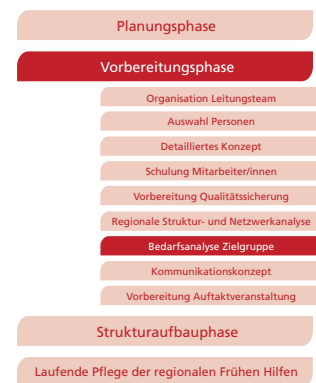 Planungsphase
Vorbereitungsphase
Organisation Leitungsteam
Auswahl Personen
Detailliertes Konzept
Schulung Mitarbeiter/innen
Vorbereitung Qualitätssicherung
Regionale Struktur- und Netzwerkanalyse
Bedarfsanalyse Zielgruppe
Kommunikationskonzept
Vorbereitung Auftaktveranstaltung
Strukturaufbauphase
Laufende Pflege der regionalen Frühen Hilfen